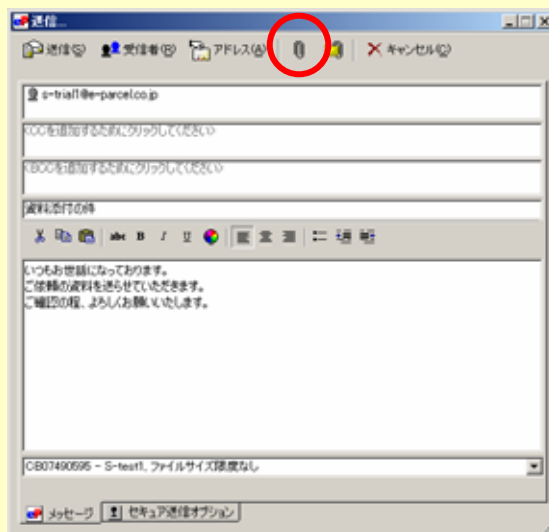 送信...
送信(S) 受信者(R) アドレス(A) キャンセル(C)
s-trial1@e-parcel.co.jp
<CCを追加するためにクリックしてください>
<BCCを追加するためにクリックしてください>
資料添付の件
abc B I U
いつもお世話になっております。
ご依頼の資料を送らせていただきます。
ご確認の程、よろしくお願いいたします。
CB07490595 - S-test1, ファイルサイズ限度なし
メッセージ セキュア送信オプション